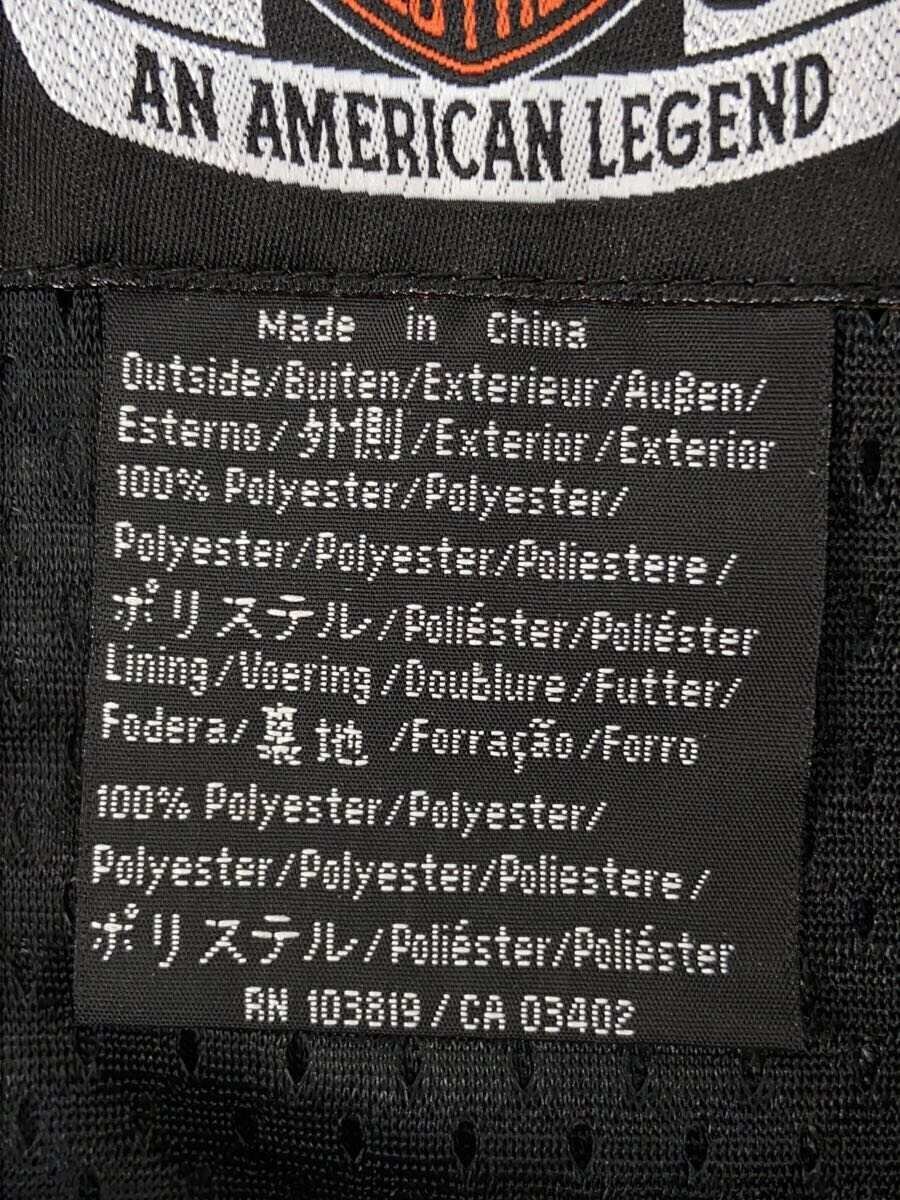 AN AMERICAN LEGEND
Made in China
Outside/Buiten/Exterieur/Außen/
Esterno/外側/Exterior/Exterior
100% Polyester/Polyester/
Polyester/Polyester/Poliestere/
ポリステル/Poliéster/Poliéster
Lining/Voering/Doublure/Futter/
Fodera/裏地/Forração/Forro
100% Polyester/Polyester/
Polyester/Polyester/Poliestere/
ポリステル/Poliéster/Poliéster
RN 103819/CA 03402